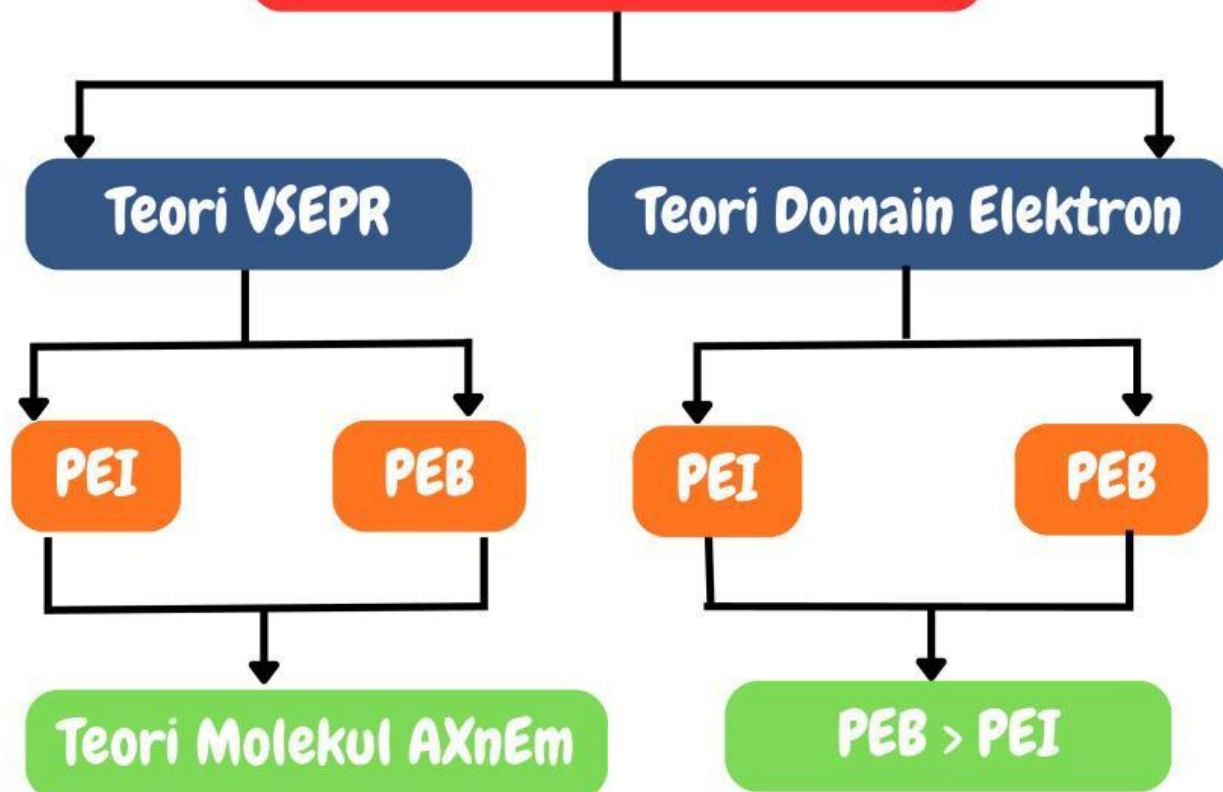 Teori VSEPR
Teori Domain Elektron
PEI
PEB
PEI
PEB
Teori Molekul AXnEm
PEB > PEI